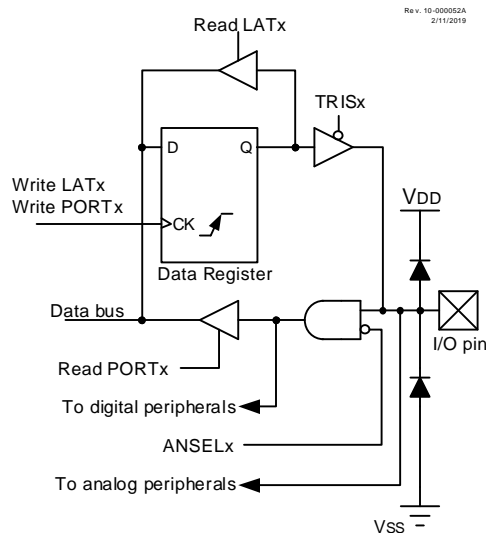 Rev. 10-000052A
2/11/2019
Read LATx
TRISx
D
Q
Write LATx
Write PORTx
CK
VDD
Data Register
Data bus
I/O pin
Read PORTx
To digital peripherals
ANSELx
To analog peripherals
VSS